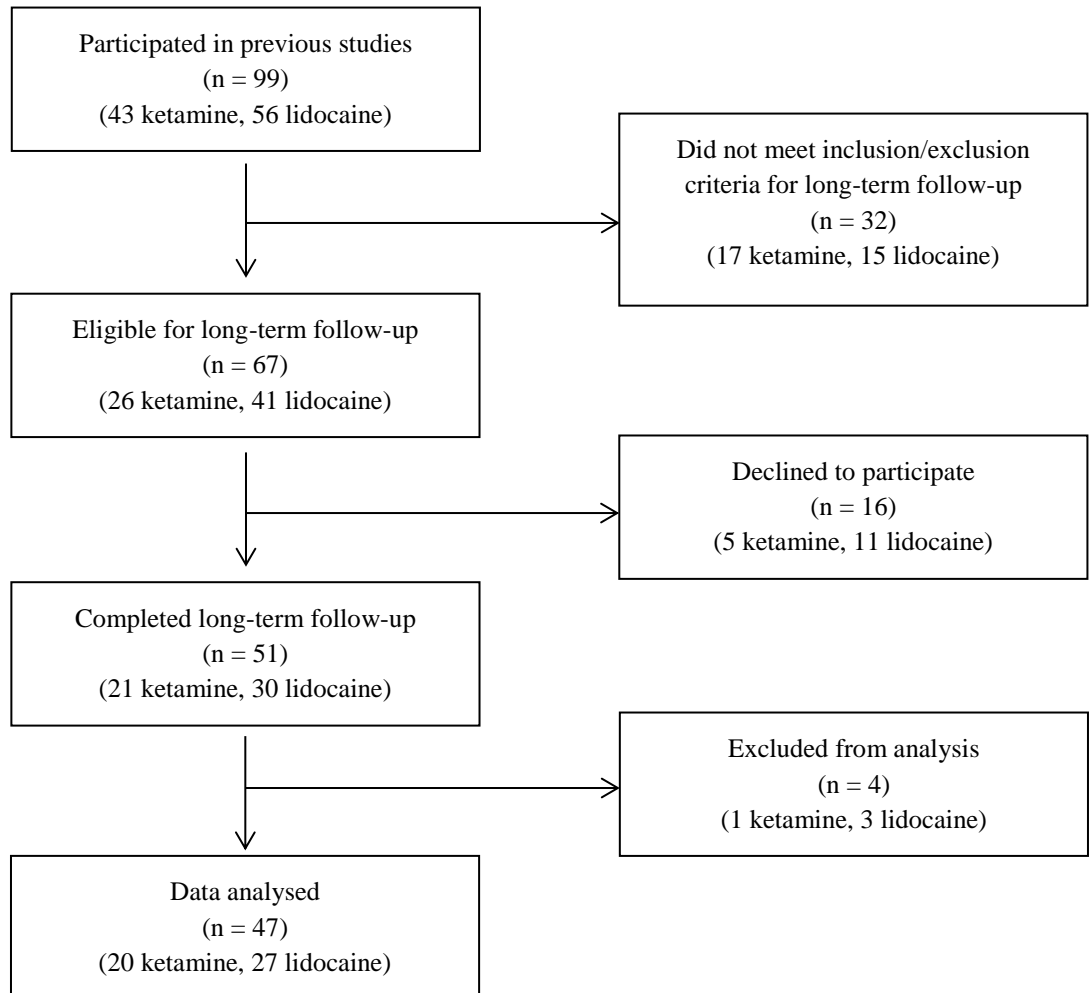 Participated in previous studies
(n = 99)
(43 ketamine, 56 lidocaine)
Did not meet inclusion/exclusion
criteria for long-term follow-up
(n = 32)
(17 ketamine, 15 lidocaine)
Eligible for long-term follow-up
(n = 67)
(26 ketamine, 41 lidocaine)
Declined to participate
(n = 16)
(5 ketamine, 11 lidocaine)
Completed long-term follow-up
(n = 51)
(21 ketamine, 30 lidocaine)
Excluded from analysis
(n = 4)
(1 ketamine, 3 lidocaine)
Data analysed
(n = 47)
(20 ketamine, 27 lidocaine)